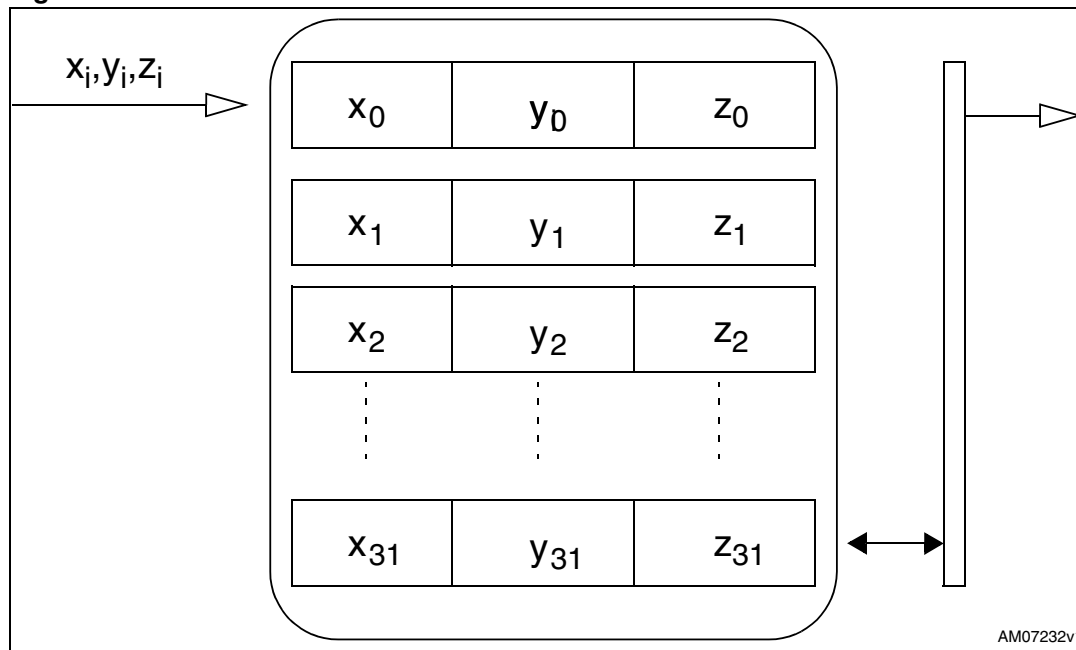 xᵢ,yᵢ,zᵢ
x₀ y₀ z₀
x₁ y₁ z₁
x₂ y₂ z₂
x₃₁ y₃₁ z₃₁
AM07232v